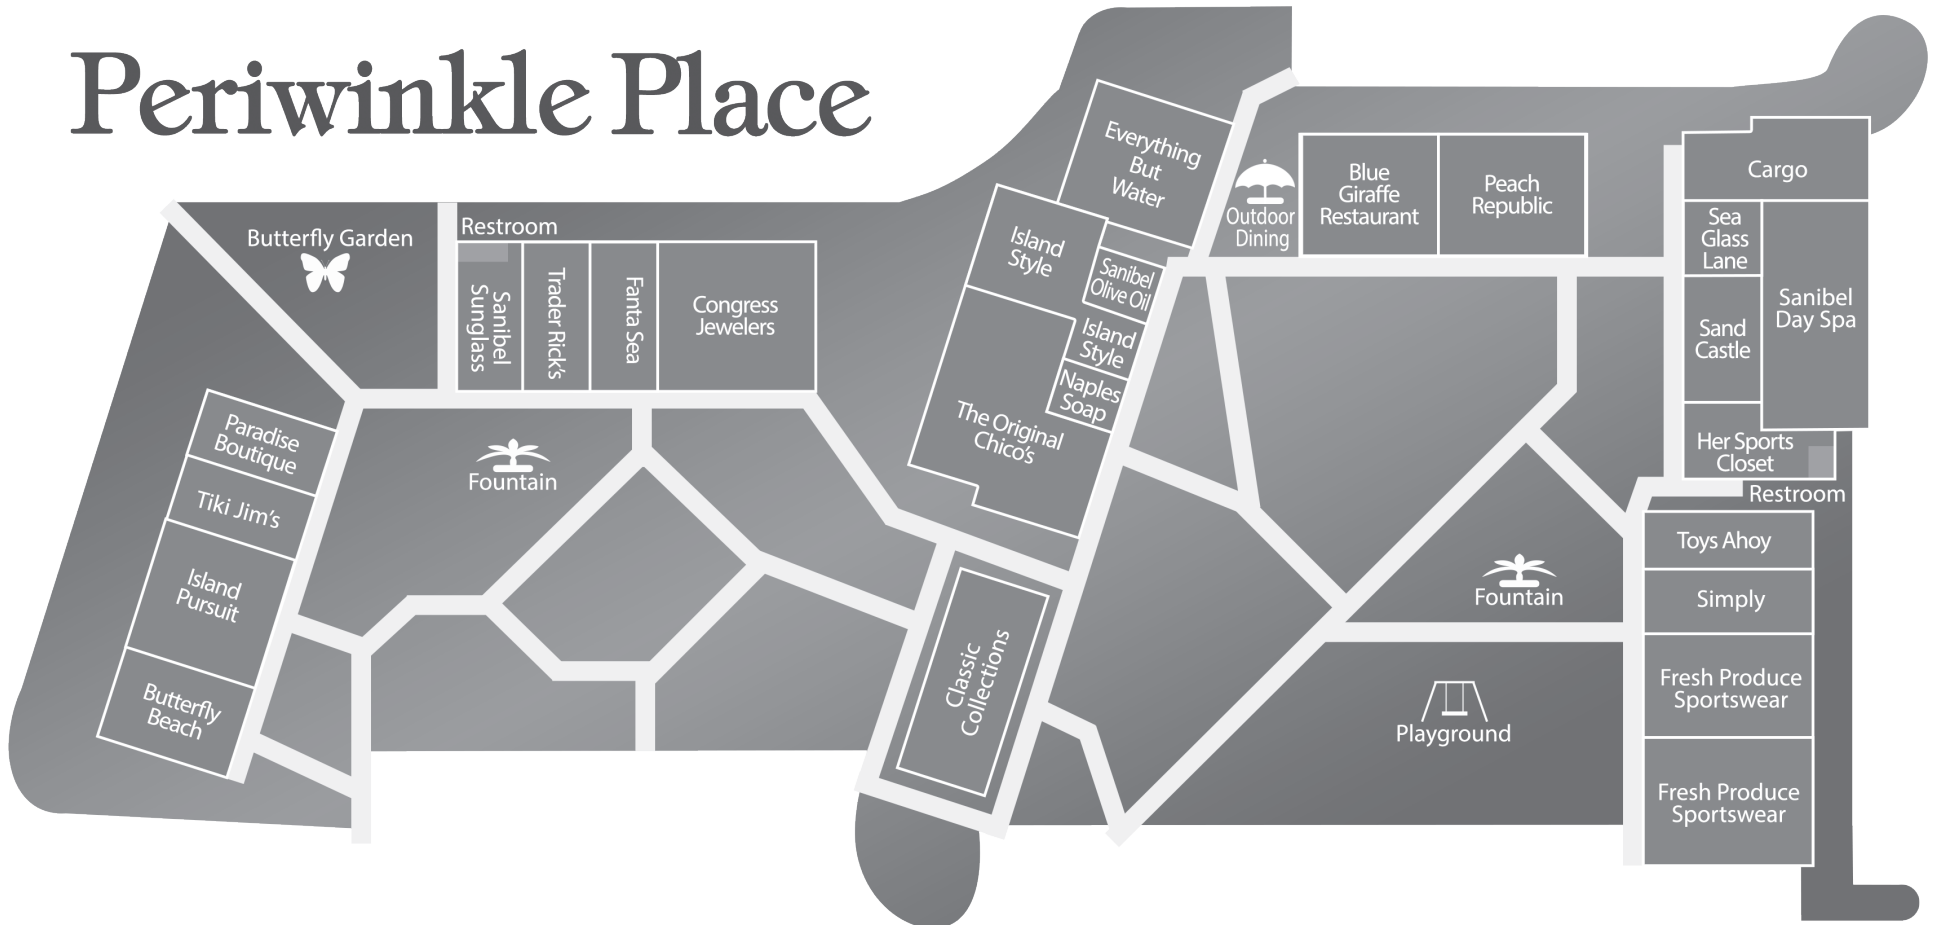 Periwinkle Place
Butterfly Garden
Restroom
Sanibel
Sunglass
Trader Rick's
Fanta Sea
Congress
Jewelers
Paradise
Boutique
Tiki Jim's
Island
Pursuit
Butterfly
Beach
Fountain
Everything
But
Water
Island
Style
Sanibel
Olive Oil
Island
Style
Naples
Soap
The Original
Chico's
Classic
Collections
Outdoor
Dining
Blue
Giraffe
Restaurant
Peach
Republic
Cargo
Sea
Glass
Lane
Sanibel
Day Spa
Sand
Castle
Her Sports
Closet
Restroom
Toys Ahoy
Simply
Fresh Produce
Sportswear
Fresh Produce
Sportswear
Fountain
Playground